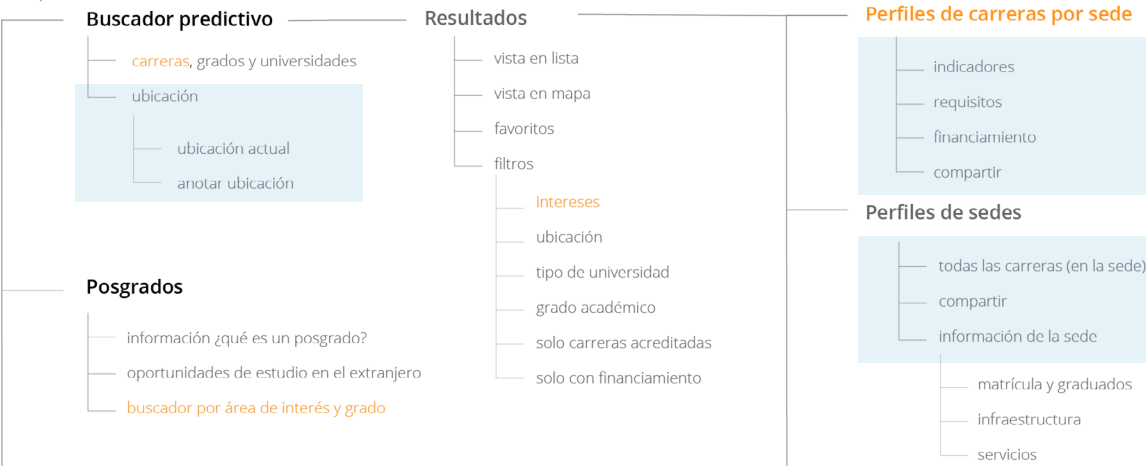 Buscador predictivo
carreras, grados y universidades
ubicación
ubicación actual
anotar ubicación
Posgrados
información ¿qué es un posgrado?
oportunidades de estudio en el extranjero
buscador por área de interés y grado
Resultados
vista en lista
vista en mapa
favoritos
filtros
intereses
ubicación
tipo de universidad
grado académico
solo carreras acreditadas
solo con financiamiento
Perfiles de carreras por sede
indicadores
requisitos
financiamiento
compartir
Perfiles de sedes
todas las carreras (en la sede)
compartir
información de la sede
matrícula y graduados
infraestructura
servicios